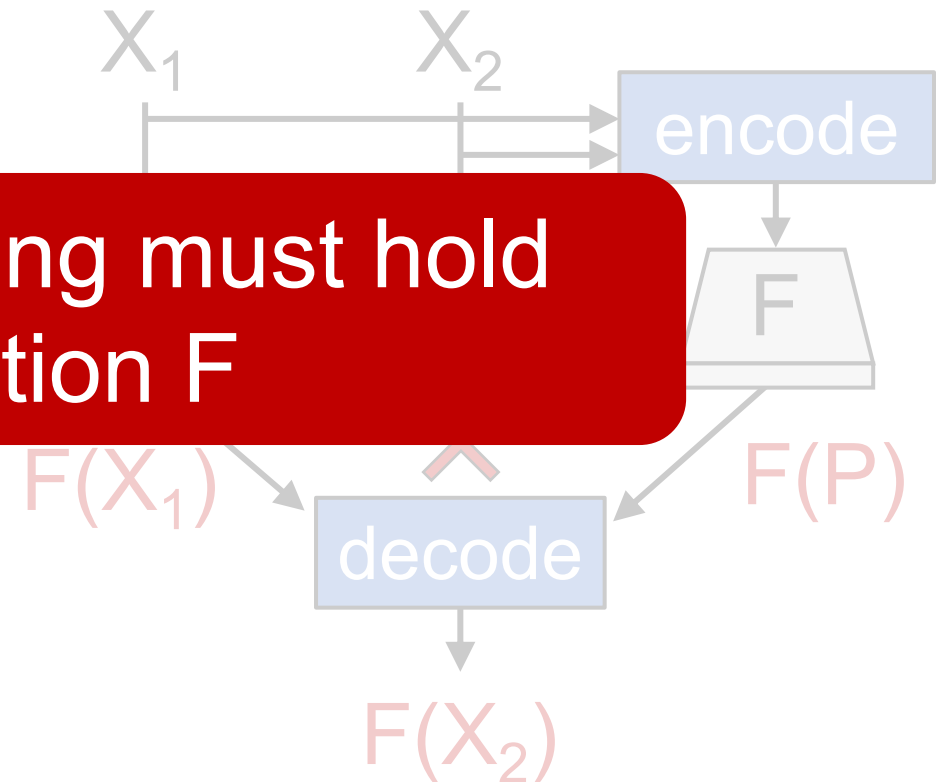 X₁ X₂
encode
ng must hold
tion F
F
F(X₁) F(P)
decode
F(X₂)